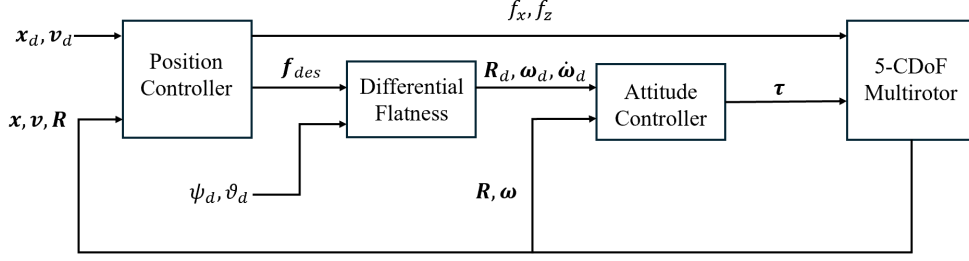 f_x, f_z
x_d, v_d
Position
Controller
f_des
Differential
Flatness
R_d, ω_d, ω̇_d
Attitude
Controller
τ
5-CDoF
Multirotor
x, v, R
ψ_d, ϑ_d
R, ω